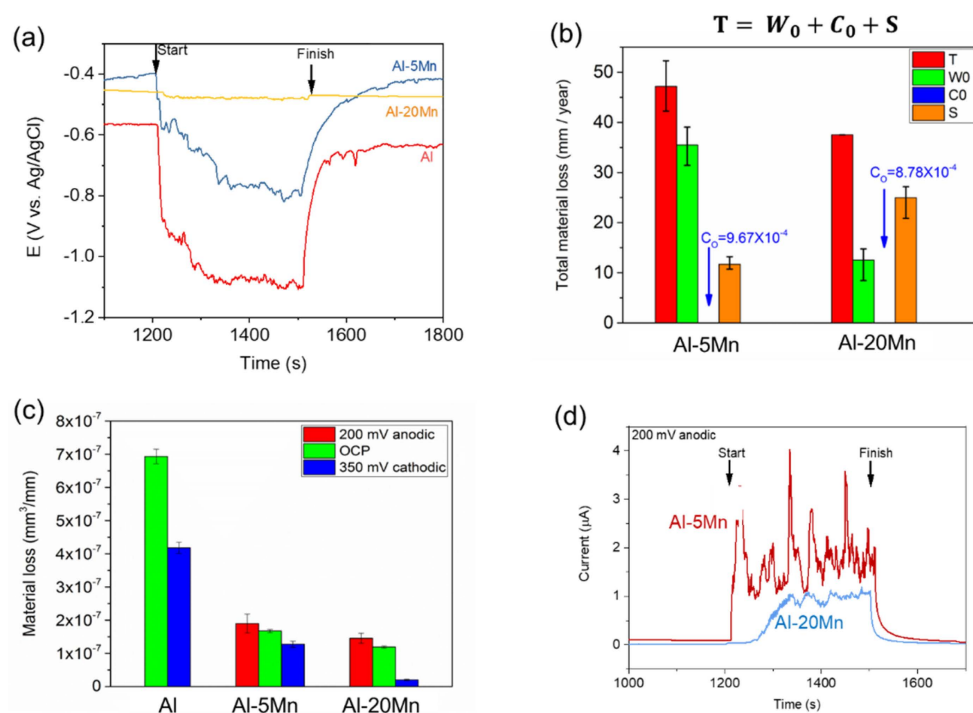 (a)
Start
Finish
Al-5Mn
Al-20Mn
Al
-0.4
-0.6
-0.8
-1.0
-1.2
E (V vs. Ag/AgCl)
1200 1400 1600 1800
Time (s)
T = W₀ + C₀ + S
(b)
T
W0
C0
S
50
40
30
20
10
0
Total material loss (mm / year)
C₀=9.67X10⁻⁴
C₀=8.78X10⁻⁴
Al-5Mn Al-20Mn
(c)
8x10⁻⁷
7x10⁻⁷
6x10⁻⁷
5x10⁻⁷
4x10⁻⁷
3x10⁻⁷
2x10⁻⁷
1x10⁻⁷
0
Material loss (mm³/mm)
200 mV anodic
OCP
350 mV cathodic
Al Al-5Mn Al-20Mn
(d)
200 mV anodic
Start
Finish
Al-5Mn
Al-20Mn
4
3
2
1
0
Current (μA)
1000 1200 1400 1600
Time (s)